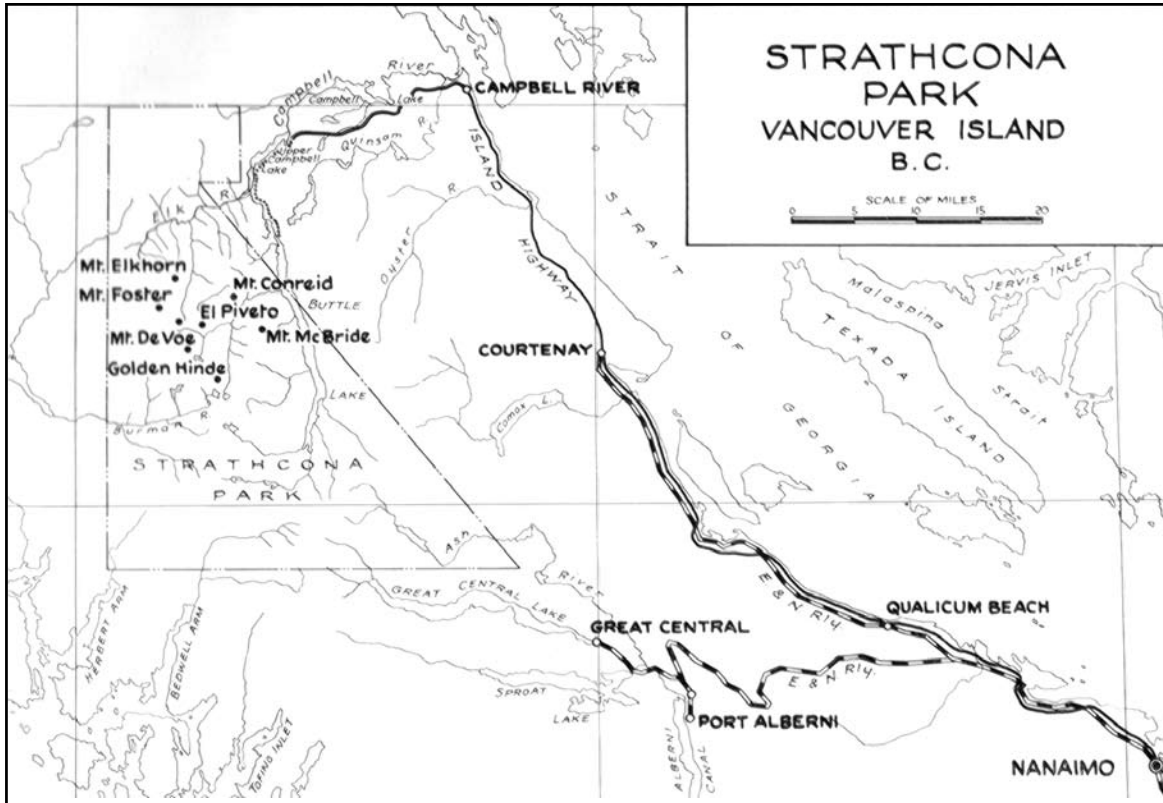 STRATHCONA
PARK
VANCOUVER ISLAND
B.C.
SCALE OF MILES
0 5 10 15 20
Campbell
River
Campbell
Lake
CAMPBELL RIVER
Quinsam R.
Upper
Campbell
Lake
ISLAND
HIGHWAY
Elk R.
Oyster R.
STRAIT
OF
GEORGIA
Mt. Elkhorn
Mt. Foster
Mt. Conreid
El Piveto
Mt. DeVoe
Mt. McBride
Golden Hinde
BUTTLE
LAKE
Burman R.
STRATHCONA
PARK
COURTENAY
Comox L.
JERVIS INLET
Malaspina
Strait
TEXADA
ISLAND
Ash
River
GREAT CENTRAL LAKE
GREAT CENTRAL
E & N Rly.
QUALICUM BEACH
E & N Rly.
SPROAT
LAKE
PORT ALBERNI
ALBERNI
CANAL
NANAIMO
HERBERT ARM
BEDWELL ARM
TOFINO INLET